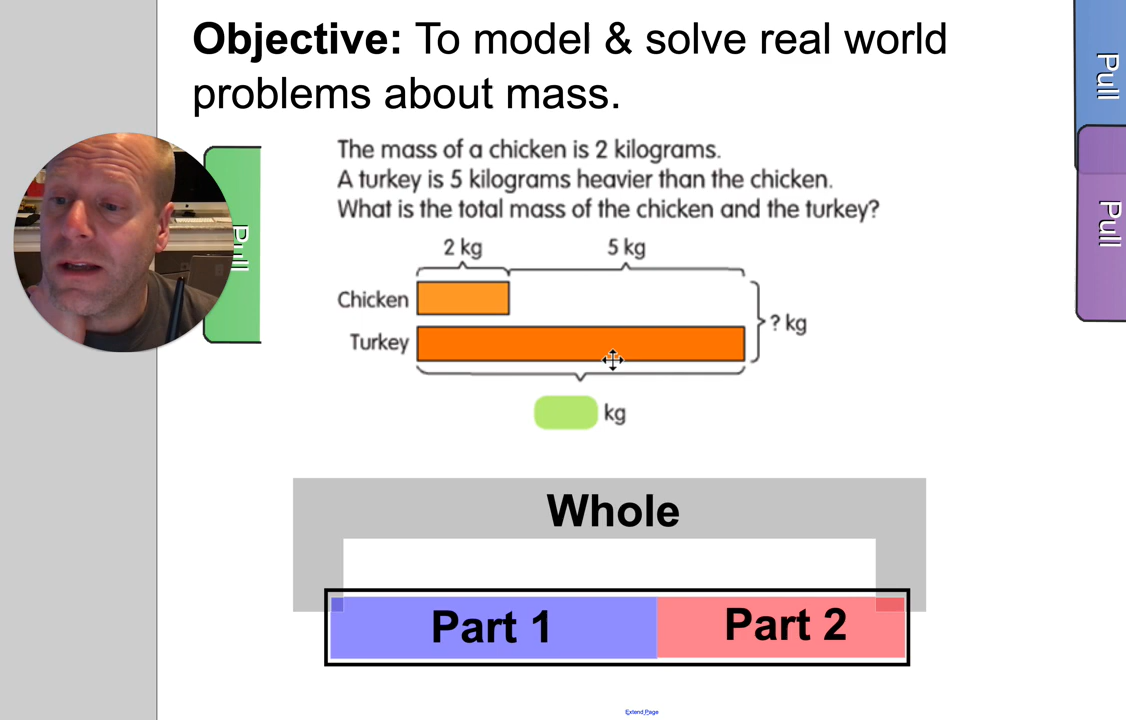 Objective: To model & solve real world
problems about mass.
Pull
Pull
Pull
The mass of a chicken is 2 kilograms.
A turkey is 5 kilograms heavier than the chicken.
What is the total mass of the chicken and the turkey?
2 kg
5 kg
Chicken
Turkey
? kg
kg
Whole
Part 1
Part 2
Extend Page